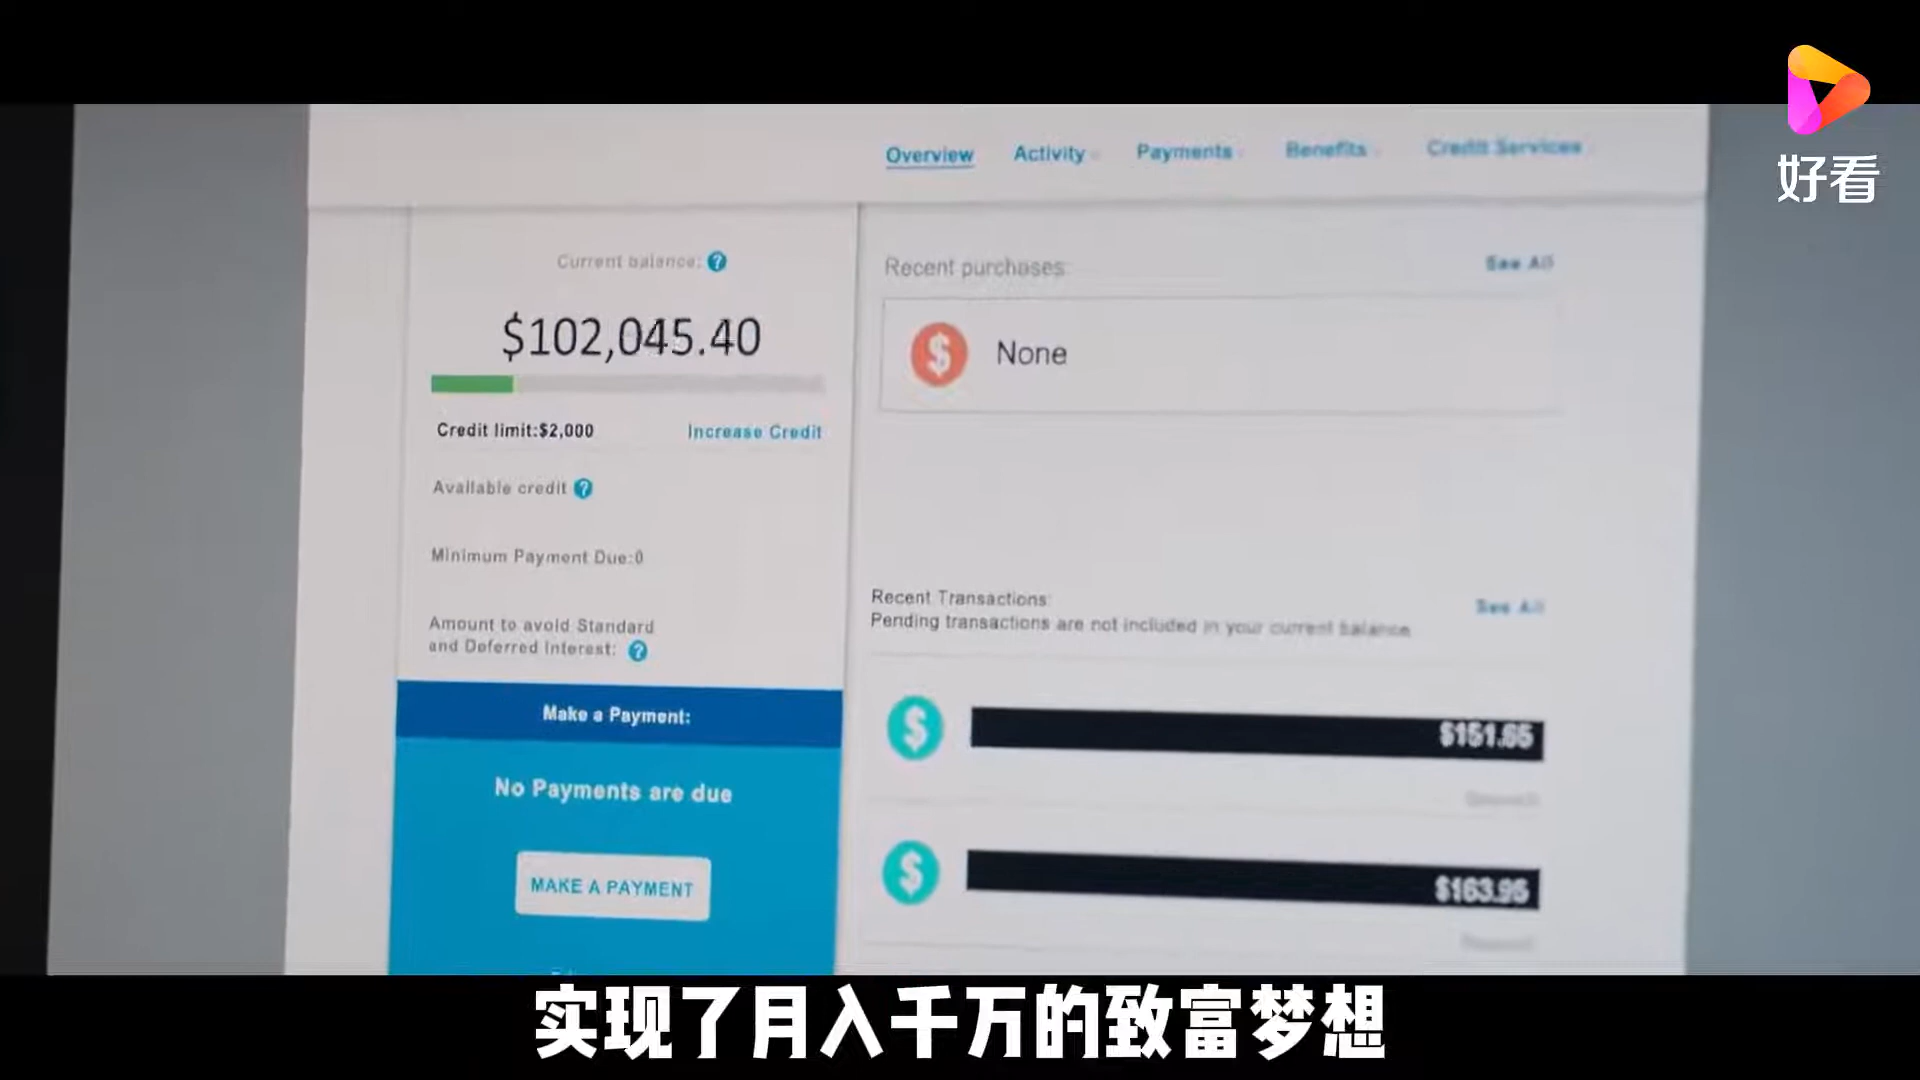 好看
Overview Activity Payments Benefits Credit Services
Current balance: ?
$102,045.40
Credit limit:$2,000 Increase Credit
Available credit ?
Minimum Payment Due:0
Amount to avoid Standard
and Deferred Interest: ?
Make a Payment:
No Payments are due
MAKE A PAYMENT
Recent purchases: See All
$ None
Recent Transactions: See All
Pending transactions are not included in your current balance.
$ $151.65
$ $163.95
实现了月入千万的致富梦想